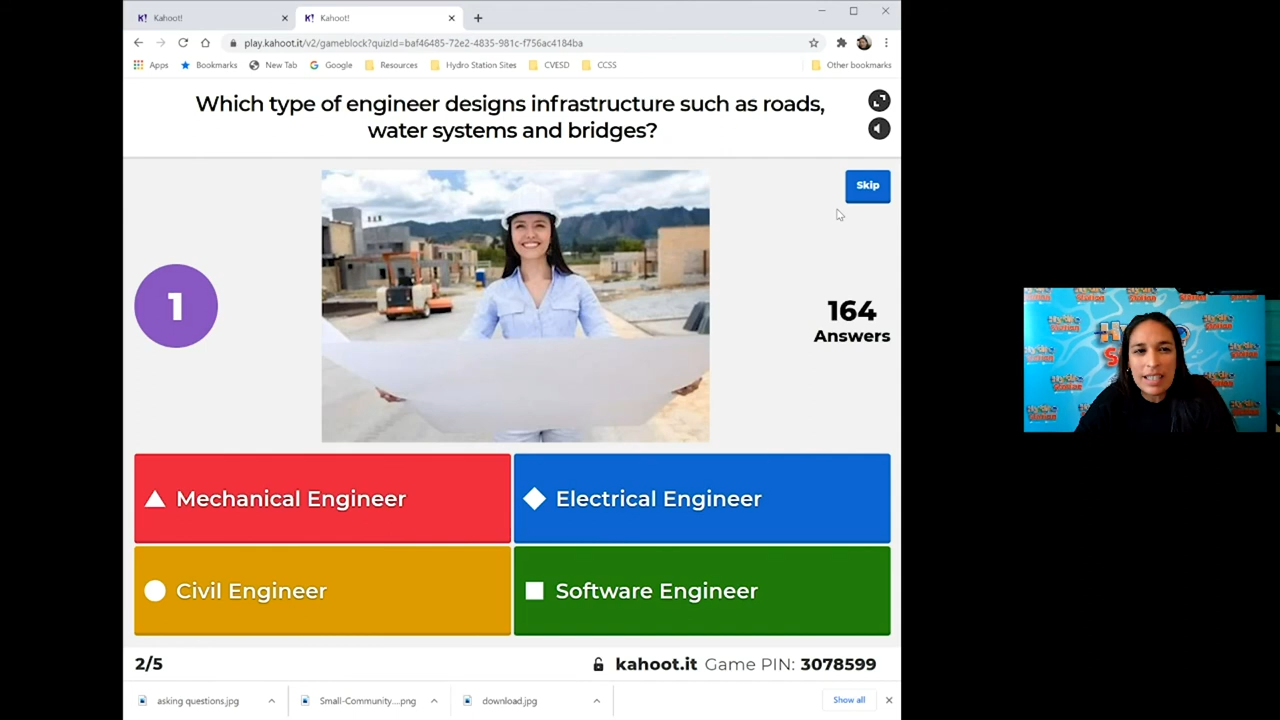 Kahoot!
Kahoot!
play.kahoot.it/v2/gameblock?quizId=baf46485-72e2-4835-981c-f756ac4184ba
Apps
Bookmarks
New Tab
Google
Resources
Hydro Station Sites
CVESD
CCSS
Other bookmarks
Which type of engineer designs infrastructure such as roads,
water systems and bridges?
Skip
1
164
Answers
Mechanical Engineer
Electrical Engineer
Civil Engineer
Software Engineer
2/5
kahoot.it Game PIN: 3078599
asking questions.jpg
Small-Community....png
download.jpg
Show all